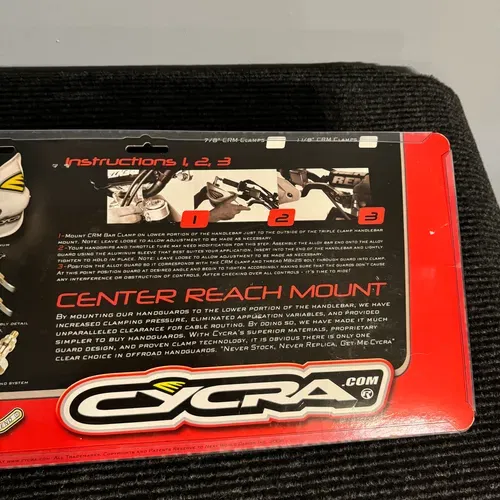 7/8" CRM Clamps
1 1/8" CRM Clamps
Instructions 1, 2, 3
1 2 3
1-Mount CRM Bar Clamp on lower portion of the handlebar just to the outside of the triple clamp handlebar
mount. Note: leave loose to allow adjustment to be made as necessary
2-Your handgrips and throttle tube may need modification for this step. Assemble the alloy bar end onto the alloy
guard using the aluminum sleeve that best suits your application. Insert into the end of the handlebar and lightly
tighten to hold in place. Note: leave loose to allow adjustment to be made as necessary.
3-Position the alloy guard so it corresponds with the CRM clamp and thread M8x25 bolt through guard into clamp.
At this point position guard at desired angle and begin to tighten accordingly making sure that the guards don't cause
any interference or obstruction of controls. After checking over all controls - it's time to ride!
Center Reach Mount
By mounting our handguards to the lower portion of the handlebar, we have
increased clamping pressure, eliminated application variables, and provided
unparalleled clearance for cable routing. By doing so, we have made it much
simpler to buy handguards. With Cycra's superior materials, proprietary
guard design, and proven clamp technology, it is obvious there is only one
clear choice in offroad handguards. "Never Stock, Never Replica, Get-Me Cycra"
ly detail
ng system
CYCRA.COM®